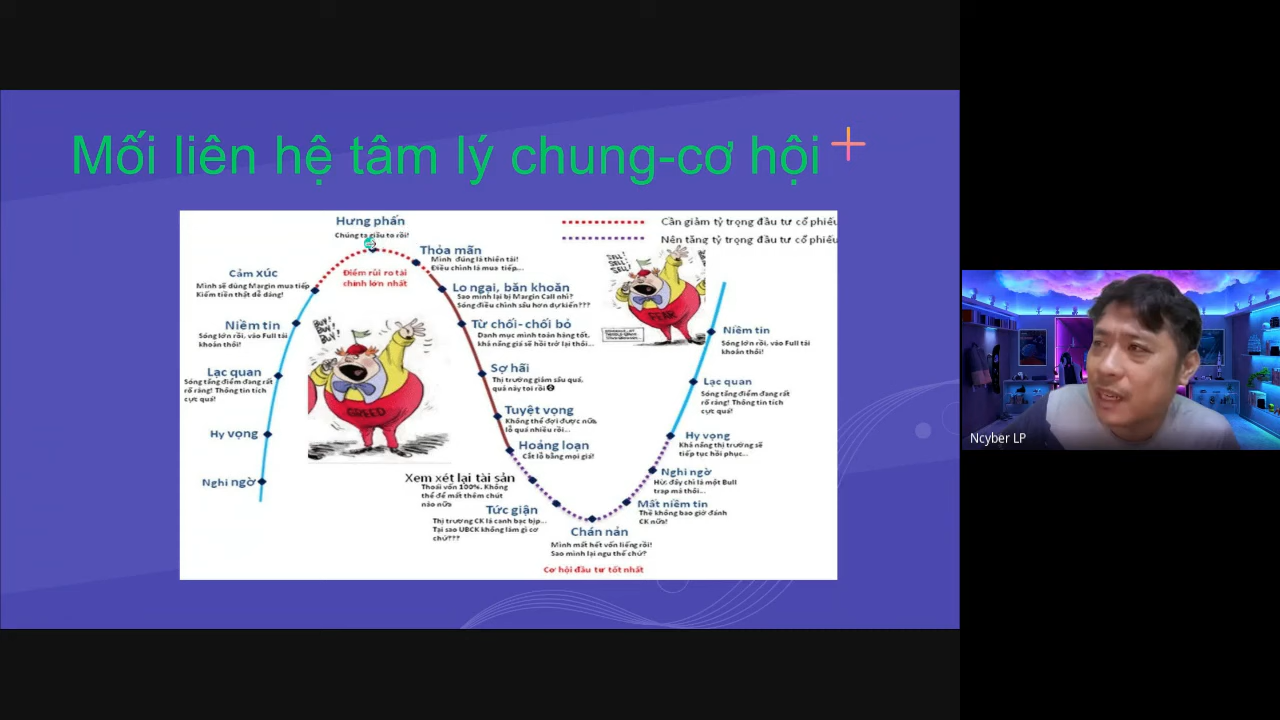 Mối liên hệ tâm lý chung-cơ hội
Hưng phấn
Chúng ta giàu to rồi!
Điểm rủi ro tài
chính lớn nhất
Cảm xúc
Mình sẽ dùng Margin mua tiếp
Kiếm tiền thật dễ dàng!
Niềm tin
Sóng lớn rồi, vào Full tài
khoản thôi!
Lạc quan
Sóng tăng điểm đang rất
rõ ràng! Thông tin tích
cực quá!
Hy vọng
Nghi ngờ
BUY!
BUY!
BUY!
GREED
Thỏa mãn
Mình đúng là thiên tài!
Điều chỉnh là mua tiếp...
Lo ngại, băn khoăn
Sao mình lại bị Margin Call nhỉ?
Sóng điều chỉnh sâu hơn dự kiến???
Từ chối- chối bỏ
Danh mục mình toàn hàng tốt,
khả năng giá sẽ hồi trở lại thôi...
Sợ hãi
Thị trường giảm sâu quá,
quả này toi rồi
Tuyệt vọng
Không thể đợi được nữa,
lỗ quá nhiều rồi...
Hoảng loạn
Cắt lỗ bằng mọi giá!
Xem xét lại tài sản
Thoái vốn 100%. Không
thể để mất thêm chút
nào nữa
Tức giận
Thị trường CK là canh bạc bịp...
Tại sao UBCK không làm gì cơ
chứ???
Chán nản
Mình mất hết vốn liếng rồi!
Sao mình lại ngu thế chứ?
Cơ hội đầu tư tốt nhất
Cần giảm tỷ trọng đầu tư cổ phiếu
Nên tăng tỷ trọng đầu tư cổ phiếu
SELL!
SELL!
SELL!
FEAR
Niềm tin
Sóng lớn rồi, vào Full tài
khoản thôi!
Lạc quan
Sóng tăng điểm đang rất
rõ ràng! Thông tin tích
cực quá!
Hy vọng
Khả năng thị trường sẽ
tiếp tục hồi phục...
Nghi ngờ
Hừ: đấy chỉ là một Bull
trap mà thôi...
Mất niềm tin
Thề không bao giờ đánh
CK nữa!
Ncyber LP